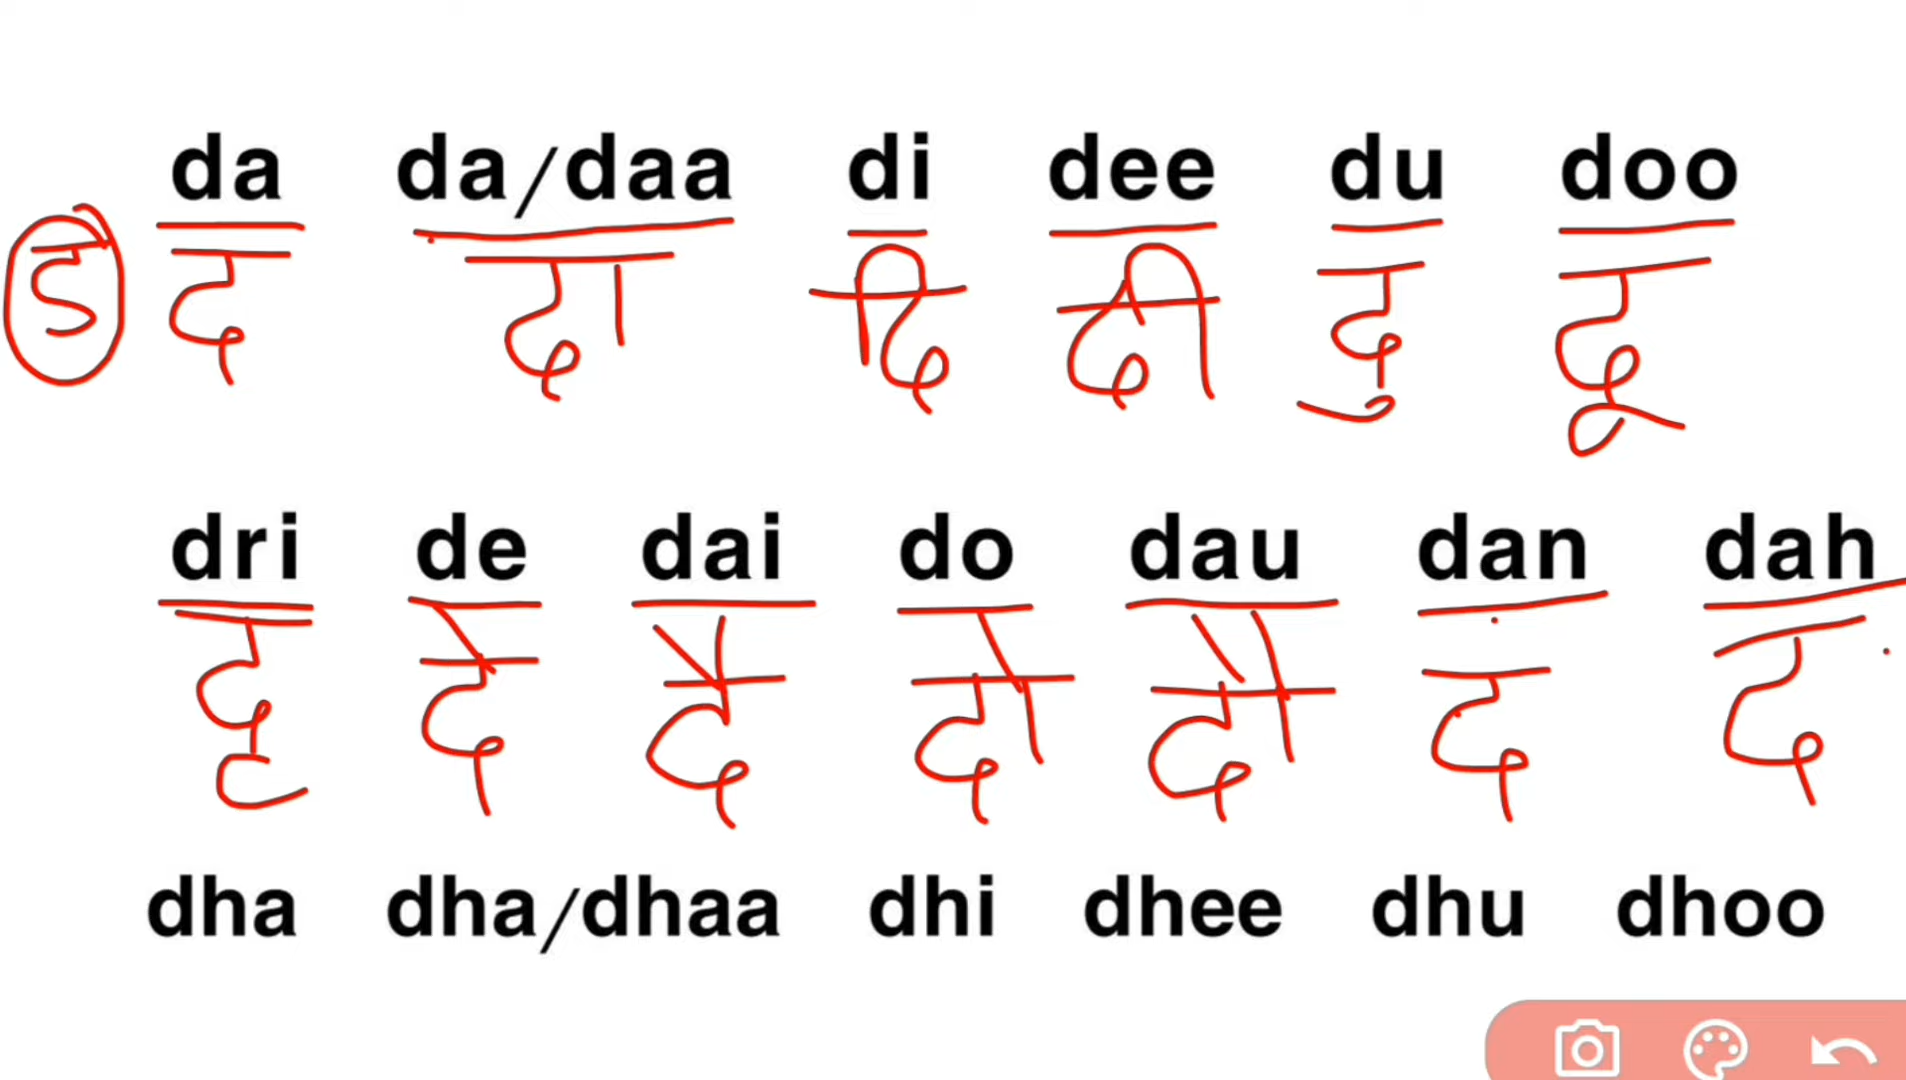 da da/daa di dee du doo
ड द दा दि दी दु दू
dri de dai do dau dan dah
दृ दे दै दो दौ दं द
dha dha/dhaa dhi dhee dhu dhoo